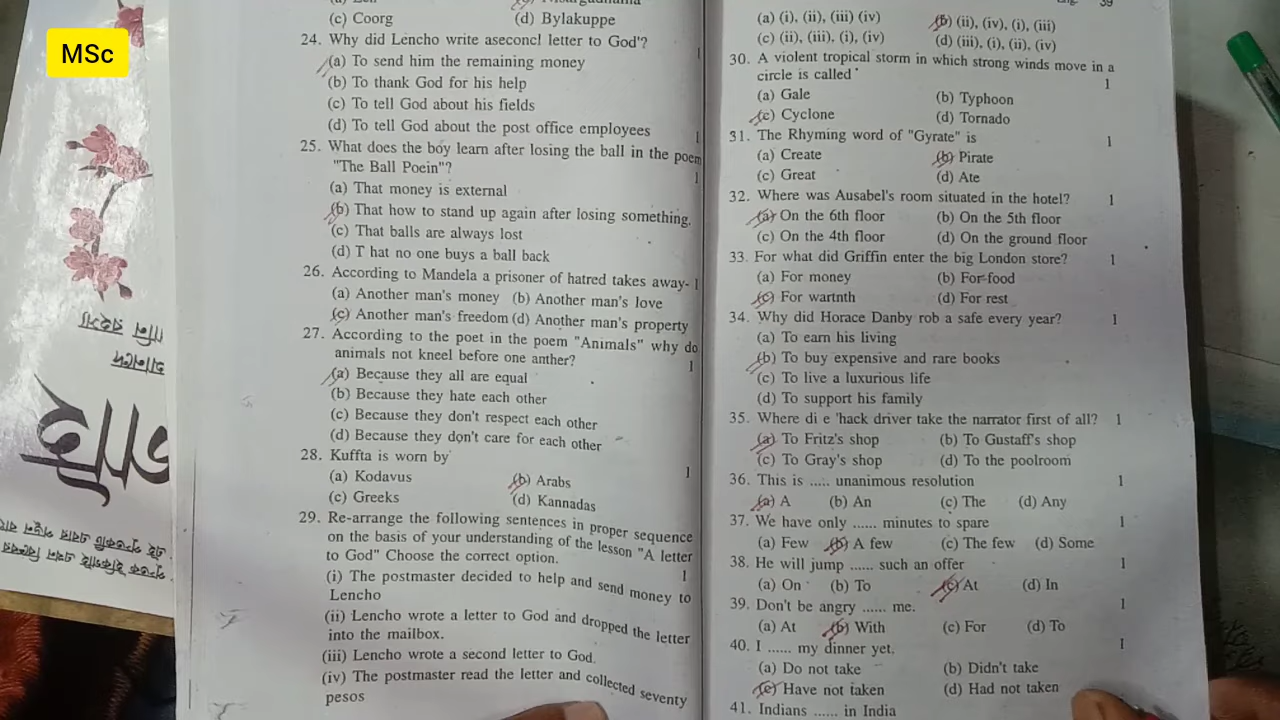 MSc
(c) Coorg (d) Bylakuppe
24. Why did Lencho write aseconcl letter to God'? 1
(a) To send him the remaining money
(b) To thank God for his help
(c) To tell God about his fields
(d) To tell God about the post office employees 1
25. What does the boy learn after losing the ball in the poem
"The Ball Poein"? 1
(a) That money is external
(b) That how to stand up again after losing something.
(c) That balls are always lost
(d) T hat no one buys a ball back
26. According to Mandela a prisoner of hatred takes away- 1
(a) Another man's money (b) Another man's love
(c) Another man's freedom (d) Another man's property
27. According to the poet in the poem "Animals" why do
animals not kneel before one anther? 1
(a) Because they all are equal
(b) Because they hate each other
(c) Because they don't respect each other
(d) Because they don't care for each other
28. Kuffta is worn by 1
(a) Kodavus (b) Arabs
(c) Greeks (d) Kannadas
29. Re-arrange the following sentences in proper sequence
on the basis of your understanding of the lesson "A letter
to God" Choose the correct option. 1
(i) The postmaster decided to help and send money to
Lencho
(ii) Lencho wrote a letter to God and dropped the letter
into the mailbox.
(iii) Lencho wrote a second letter to God.
(iv) The postmaster read the letter and collected seventy
pesos
39
(a) (i), (ii), (iii) (iv) (b) (ii), (iv), (i), (iii)
(c) (ii), (iii), (i), (iv) (d) (iii), (i), (ii), (iv)
30. A violent tropical storm in which strong winds move in a
circle is called 1
(a) Gale (b) Typhoon
(c) Cyclone (d) Tornado
31. The Rhyming word of "Gyrate" is 1
(a) Create (b) Pirate
(c) Great (d) Ate
32. Where was Ausabel's room situated in the hotel? 1
(a) On the 6th floor (b) On the 5th floor
(c) On the 4th floor (d) On the ground floor
33. For what did Griffin enter the big London store? 1
(a) For money (b) For food
(c) For wartnth (d) For rest
34. Why did Horace Danby rob a safe every year? 1
(a) To earn his living
(b) To buy expensive and rare books
(c) To live a luxurious life
(d) To support his family
35. Where di e 'hack driver take the narrator first of all? 1
(a) To Fritz's shop (b) To Gustaff's shop
(c) To Gray's shop (d) To the poolroom
36. This is ..... unanimous resolution 1
(a) A (b) An (c) The (d) Any
37. We have only ...... minutes to spare 1
(a) Few (b) A few (c) The few (d) Some
38. He will jump ...... such an offer 1
(a) On (b) To (c) At (d) In
39. Don't be angry ...... me. 1
(a) At (b) With (c) For (d) To
40. I ...... my dinner yet. 1
(a) Do not take (b) Didn't take
(c) Have not taken (d) Had not taken
41. Indians ...... in India